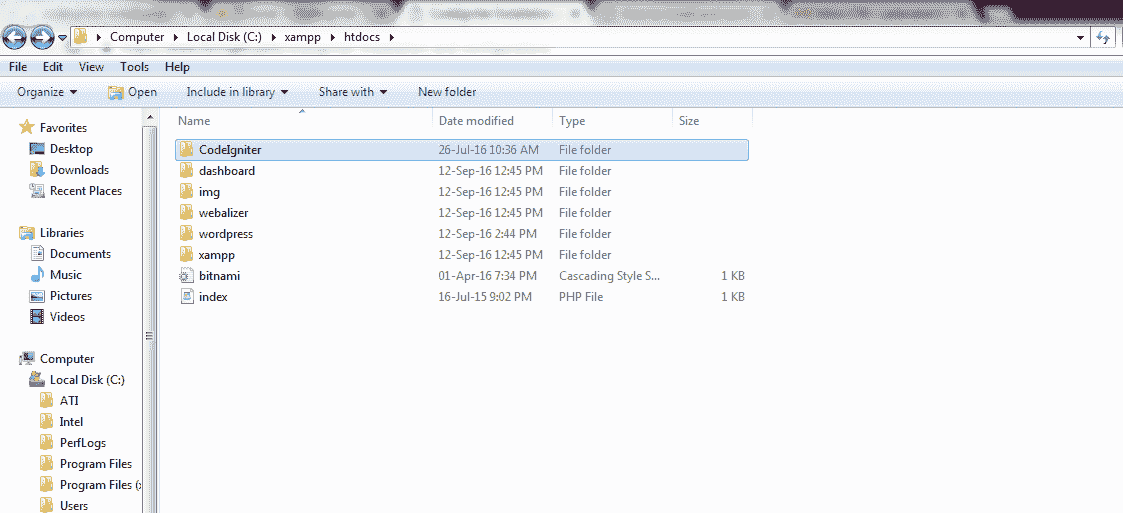 Computer Local Disk (C:) xampp htdocs
File Edit View Tools Help
Organize Open Include in library Share with New folder
Favorites
Desktop
Downloads
Recent Places
Libraries
Documents
Music
Pictures
Videos
Computer
Local Disk (C:)
ATI
Intel
PerfLogs
Program Files
Program Files (x
Users
Name Date modified Type Size
CodeIgniter 26-Jul-16 10:36 AM File folder
dashboard 12-Sep-16 12:45 PM File folder
img 12-Sep-16 12:45 PM File folder
webalizer 12-Sep-16 12:45 PM File folder
wordpress 12-Sep-16 2:44 PM File folder
xampp 12-Sep-16 12:45 PM File folder
bitnami 01-Apr-16 7:34 PM Cascading Style S... 1 KB
index 16-Jul-15 9:02 PM PHP File 1 KB